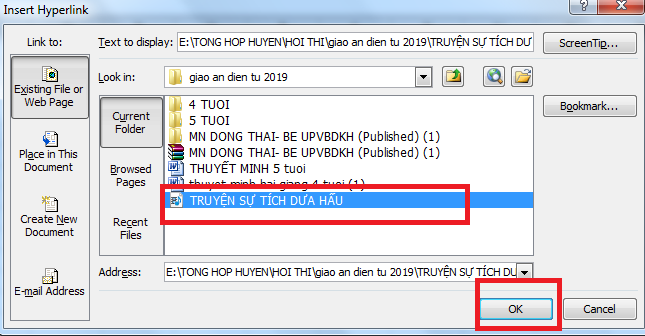 Insert Hyperlink
Link to:
Text to display: E:\TONG HOP HUYEN\HOI THI\giao an dien tu 2019\TRUYỆN SỰ TÍCH DƯA
ScreenTip...
Existing File or
Web Page
Look in: giao an dien tu 2019
Current
Folder
4 TUOI
5 TUOI
MN DONG THAI- BE UPVBDKH (Published) (1)
MN DONG THAI- BE UPVBDKH (Published) (1)
THUYẾT MINH 5 tuoi
thuyet minh bai giang 4 tuoi (1)
TRUYỆN SỰ TÍCH DƯA HẤU
Bookmark...
Place in This
Document
Browsed
Pages
Create New
Document
Recent
Files
E-mail Address
Address: E:\TONG HOP HUYEN\HOI THI\giao an dien tu 2019\TRUYỆN SỰ TÍCH DƯ
OK
Cancel